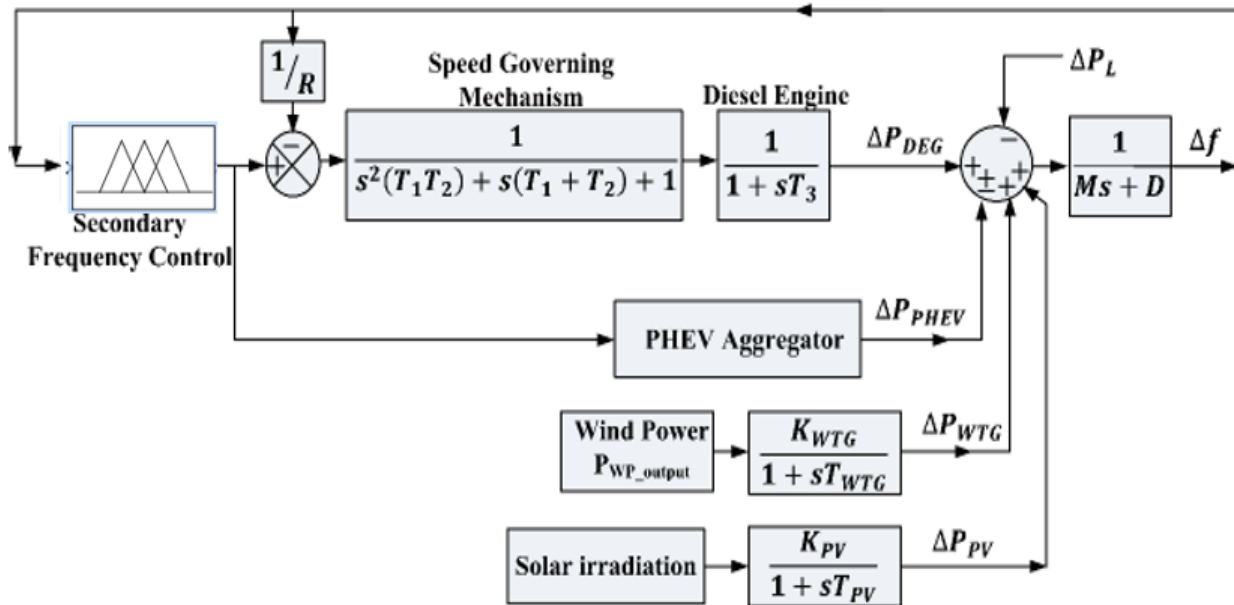 1/R
Speed Governing
Mechanism
Diesel Engine
ΔP_L
Secondary
Frequency Control
−
+
1
s²(T₁T₂) + s(T₁ + T₂) + 1
1
1 + sT₃
ΔP_DEG
−
+
±
+
+
1
Ms + D
Δf
PHEV Aggregator
ΔP_PHEV
Wind Power
P_WP_output
K_WTG
1 + sT_WTG
ΔP_WTG
Solar irradiation
K_PV
1 + sT_PV
ΔP_PV